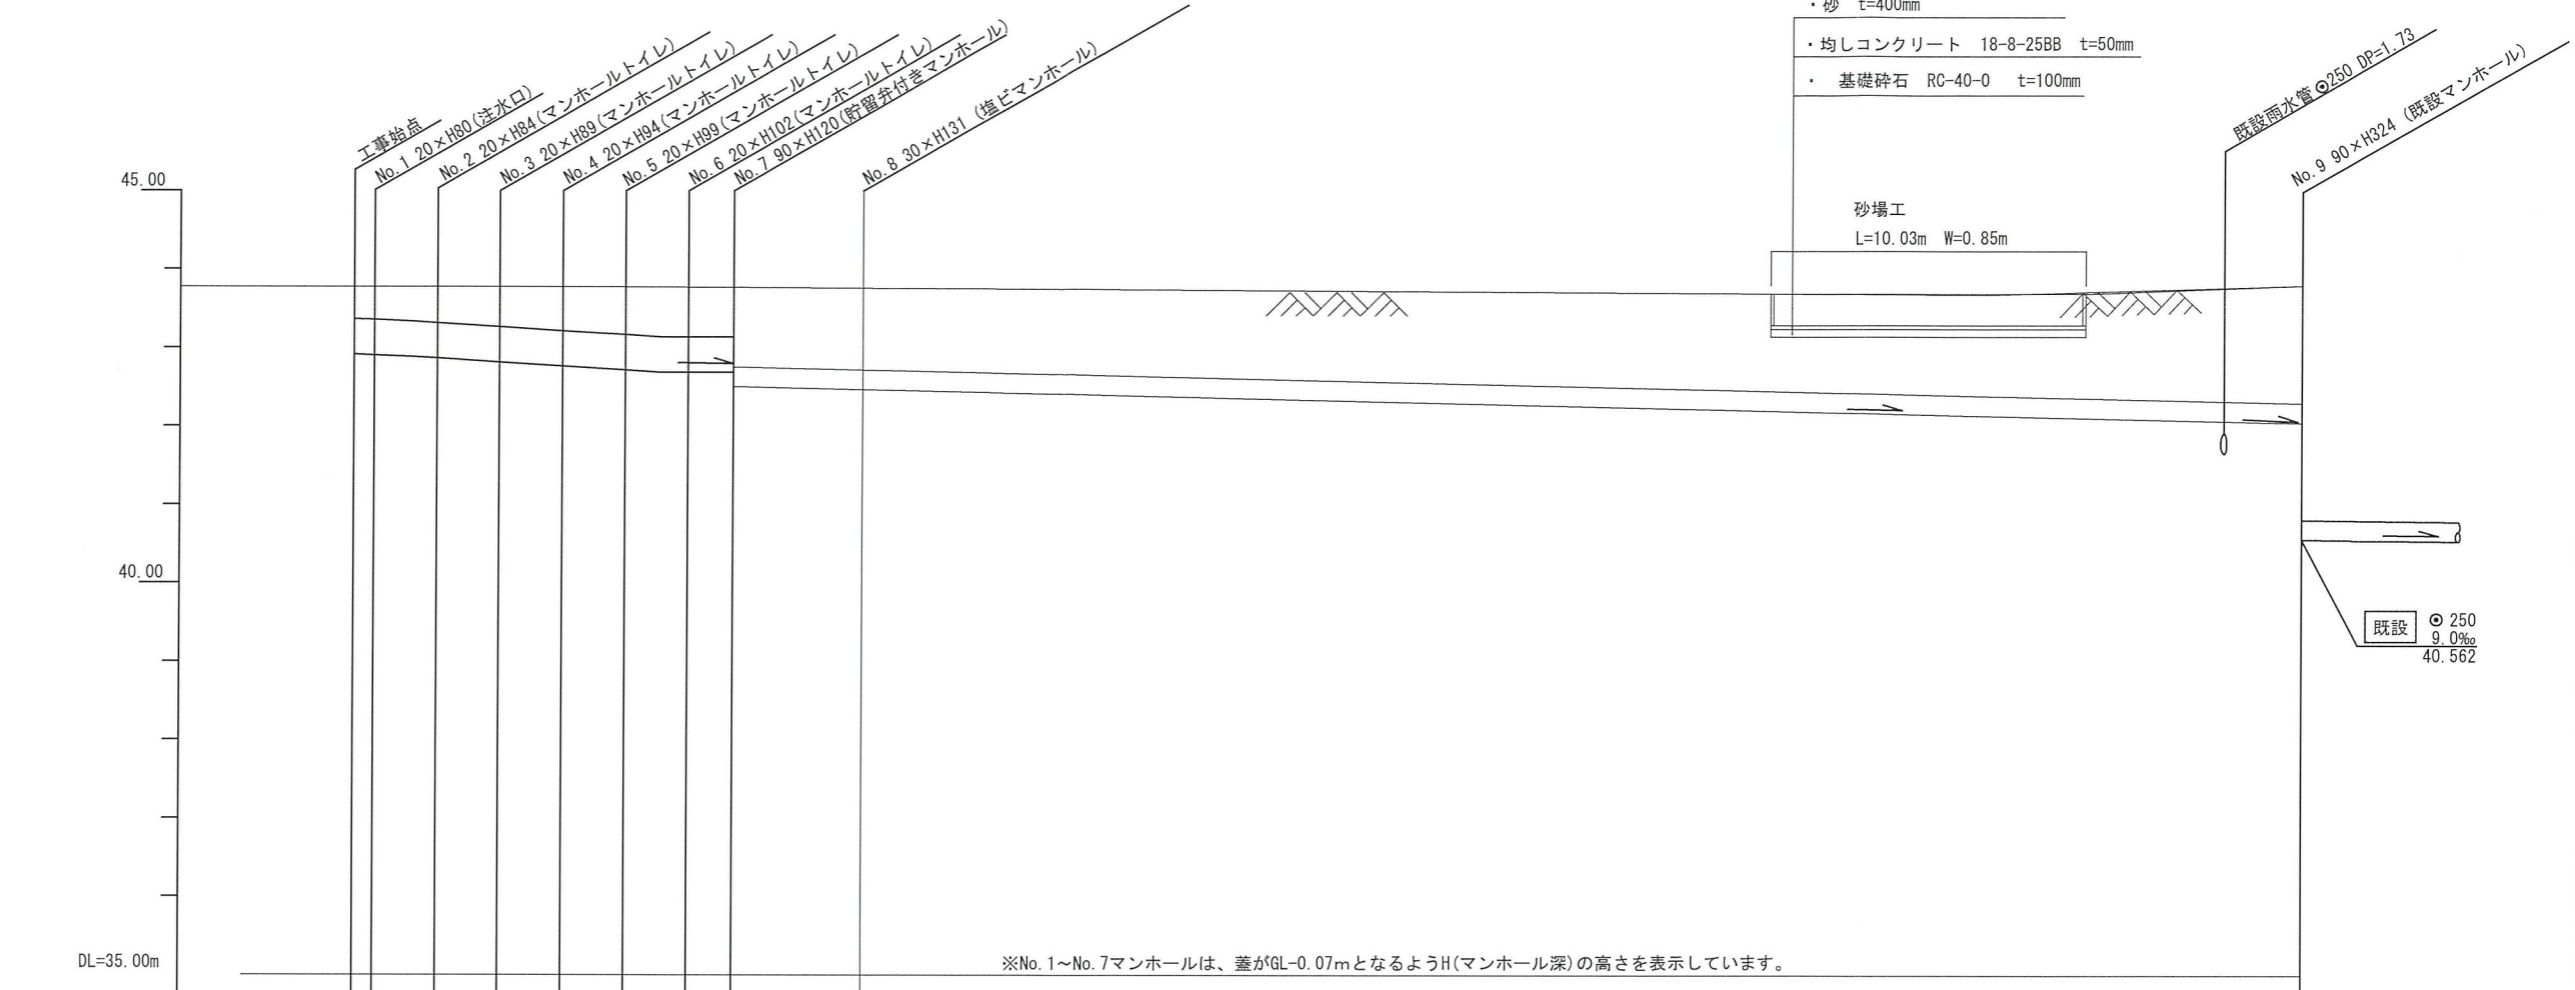 ・砂 t=400mm
・均しコンクリート 18-8-25BB t=50mm
・ 基礎砕石 RC-40-0 t=100mm
工事始点
No.1 20×H80(注水口)
No.2 20×H84(マンホールトイレ)
No.3 20×H89(マンホールトイレ)
No.4 20×H94(マンホールトイレ)
No.5 20×H99(マンホールトイレ)
No.6 20×H102(マンホールトイレ)
No.7 90×H120(貯留弁付きマンホール)
No.8 30×H131 (塩ビマンホール)
既設雨水管⦿250 DP=1.73
No.9 90×H324 (既設マンホール)
45.00
砂場工
L=10.03m W=0.85m
40.00
既設 ⦿ 250
9.0‰
40.562
DL=35.00m
※No.1~No.7マンホールは、蓋がGL-0.07mとなるようH(マンホール深)の高さを表示しています。